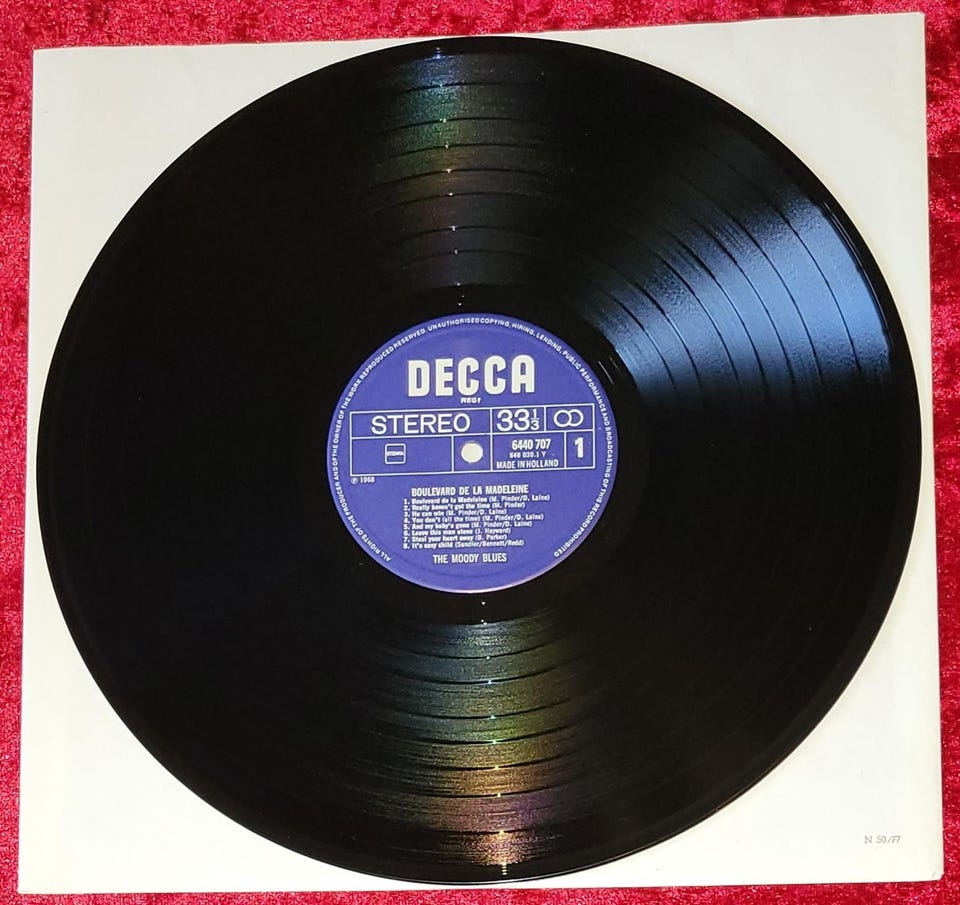 ALL RIGHTS OF THE PRODUCER AND OF THE OWNER OF THE WORK REPRODUCED RESERVED. UNAUTHORISED COPYING, HIRING, LENDING, PUBLIC PERFORMANCE AND BROADCASTING OF THIS RECORD PROHIBITED
DECCA
REGD
STEREO 33 1/3
STEMRA
6440 707
646 030.1 Y
MADE IN HOLLAND
1
℗ 1968
BOULEVARD DE LA MADELEINE
1. Boulevard de la Madeleine (M. Pinder/D. Laine)
2. Really haven't got the time (M. Pinder)
3. He can win (M. Pinder/D. Laine)
4. You don't (all the time) (M. Pinder/D. Laine)
5. And my baby's gone (M. Pinder/D. Laine)
6. Leave this man alone (J. Hayward)
7. Steal your heart away (B. Parker)
8. It's easy child (Sandler/Bennett/Redd)
THE MOODY BLUES
N 50/77